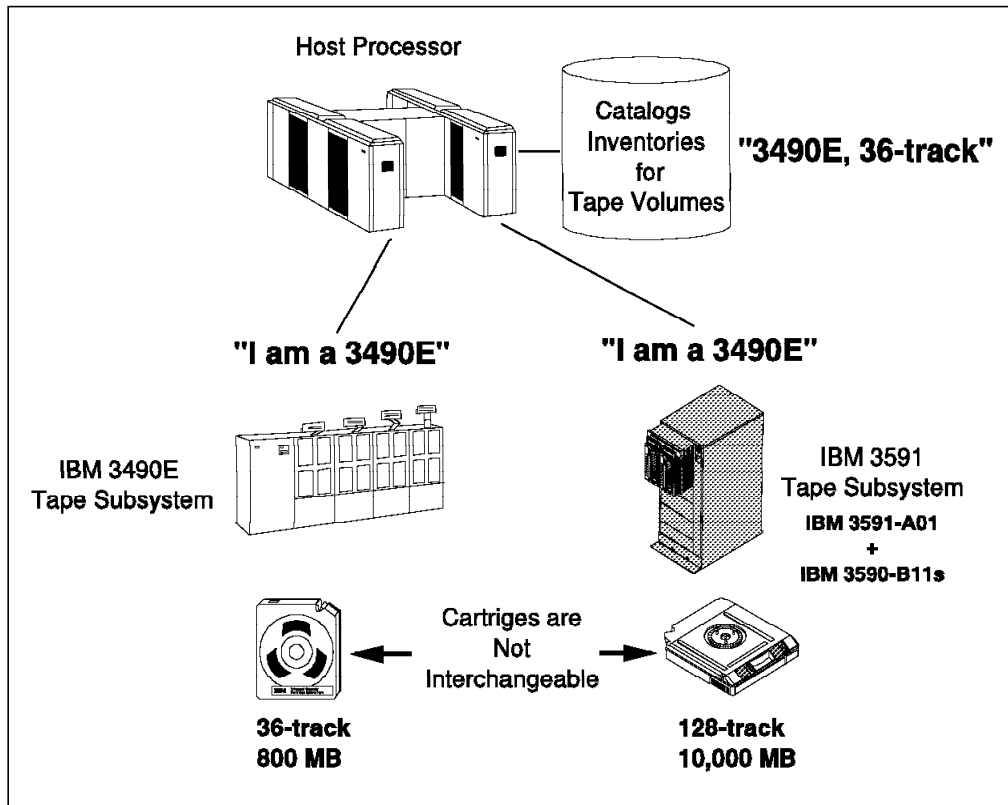 Host Processor
Catalogs
Inventories
for
Tape Volumes
"3490E, 36-track"
"I am a 3490E"
"I am a 3490E"
IBM 3490E
Tape Subsystem
IBM 3591
Tape Subsystem
IBM 3591-A01
+
IBM 3590-B11s
Cartriges are
Not
Interchangeable
36-track
800 MB
128-track
10,000 MB